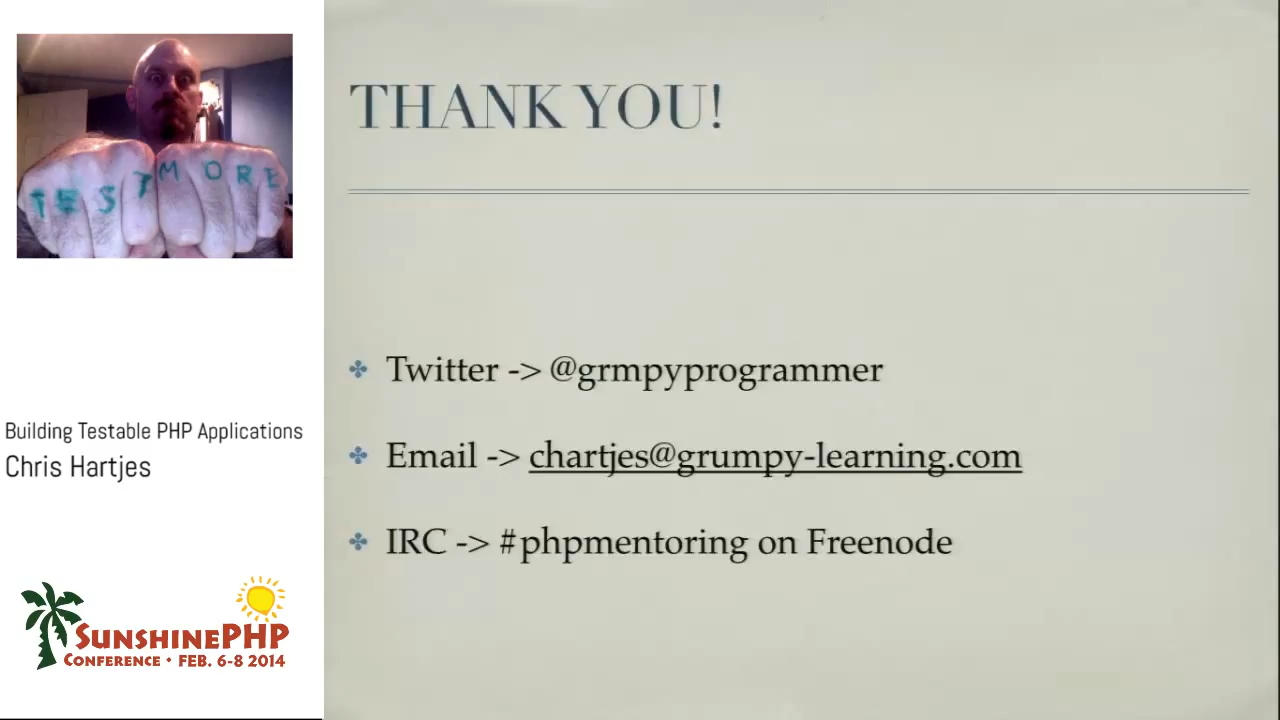 TEST MORE
Building Testable PHP Applications
Chris Hartjes
SUNSHINEPHP
CONFERENCE • FEB. 6-8 2014
THANK YOU!
Twitter -> @grmpyprogrammer
Email -> chartjes@grumpy-learning.com
IRC -> #phpmentoring on Freenode